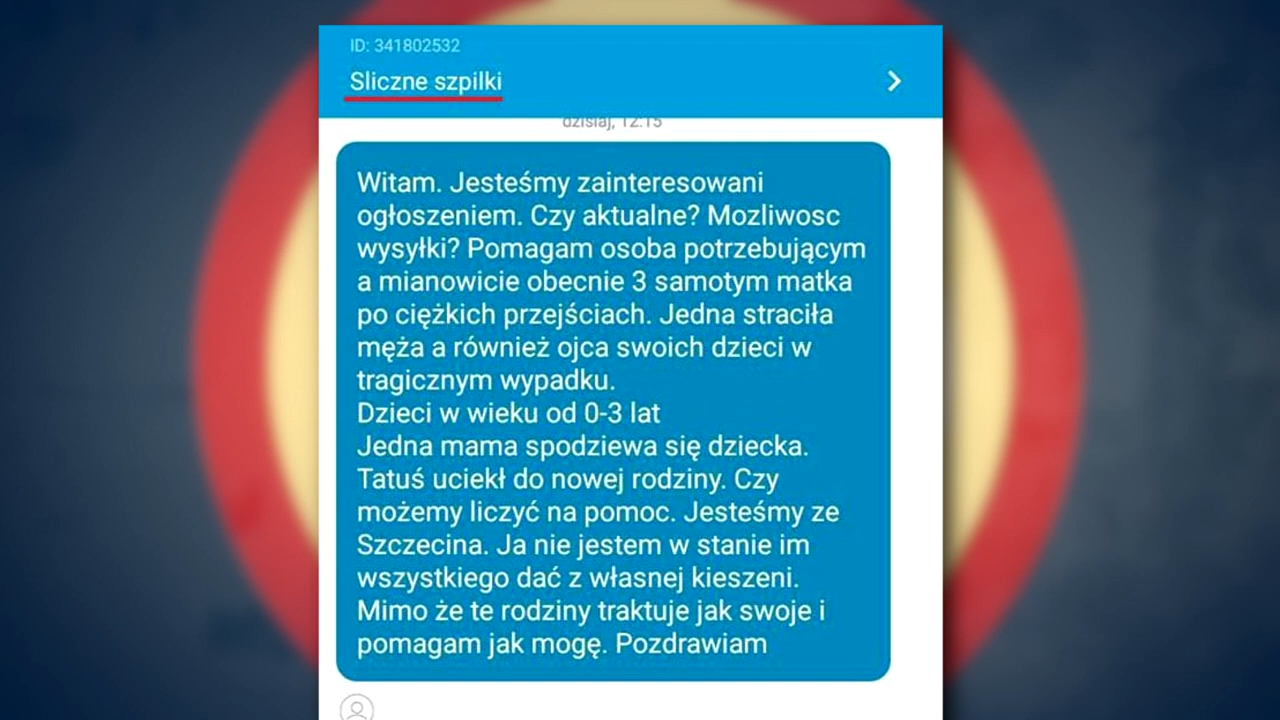 ID: 341802532
Sliczne szpilki
dzisiaj, 12:15
Witam. Jesteśmy zainteresowani
ogłoszeniem. Czy aktualne? Mozliwosc
wysyłki? Pomagam osoba potrzebującym
a mianowicie obecnie 3 samotym matka
po ciężkich przejściach. Jedna straciła
męża a również ojca swoich dzieci w
tragicznym wypadku.
Dzieci w wieku od 0-3 lat
Jedna mama spodziewa się dziecka.
Tatuś uciekł do nowej rodziny. Czy
możemy liczyć na pomoc. Jesteśmy ze
Szczecina. Ja nie jestem w stanie im
wszystkiego dać z własnej kieszeni.
Mimo że te rodziny traktuje jak swoje i
pomagam jak mogę. Pozdrawiam